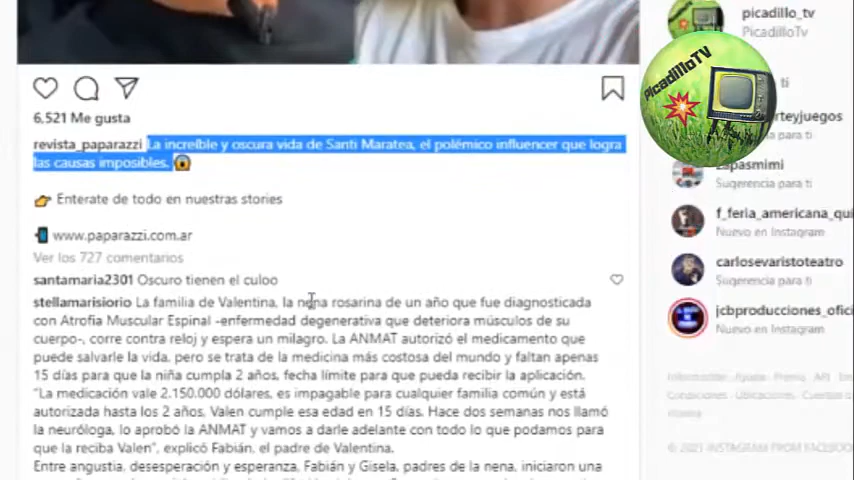 picadillo_tv
PicadilloTv
PicadilloTV
6,521 Me gusta
revista_paparazzi La increíble y oscura vida de Santi Maratea, el polémico influencer que logra
las causas imposibles. 😱
👉 Enterate de todo en nuestras stories
📲 www.paparazzi.com.ar
Ver los 727 comentarios
santamaria2301 Oscuro tienen el culoo
stellamarisiorio La familia de Valentina, la nena rosarina de un año que fue diagnosticada
con Atrofia Muscular Espinal -enfermedad degenerativa que deteriora músculos de su
cuerpo-, corre contra reloj y espera un milagro. La ANMAT autorizó el medicamento que
puede salvarle la vida, pero se trata de la medicina más costosa del mundo y faltan apenas
15 días para que la niña cumpla 2 años, fecha límite para que pueda recibir la aplicación.
"La medicación vale 2.150.000 dólares, es impagable para cualquier familia común y está
autorizada hasta los 2 años. Valen cumple esa edad en 15 días. Hace dos semanas nos llamó
la neuróloga, lo aprobó la ANMAT y vamos a darle adelante con todo lo que podamos para
que la reciba Valen", explicó Fabián, el padre de Valentina.
Entre angustia, desesperación y esperanza, Fabián y Gisela, padres de la nena, iniciaron una
ti
rteyjuegos
para ti
zapasmimi
Sugerencia para ti
f_feria_americana_qui
Nuevo en Instagram
carlosevaristoteatro
Sugerencia para ti
jcbproducciones_ofici
Nuevo en Instagram
© 2021 INSTAGRAM FROM FACEBOO